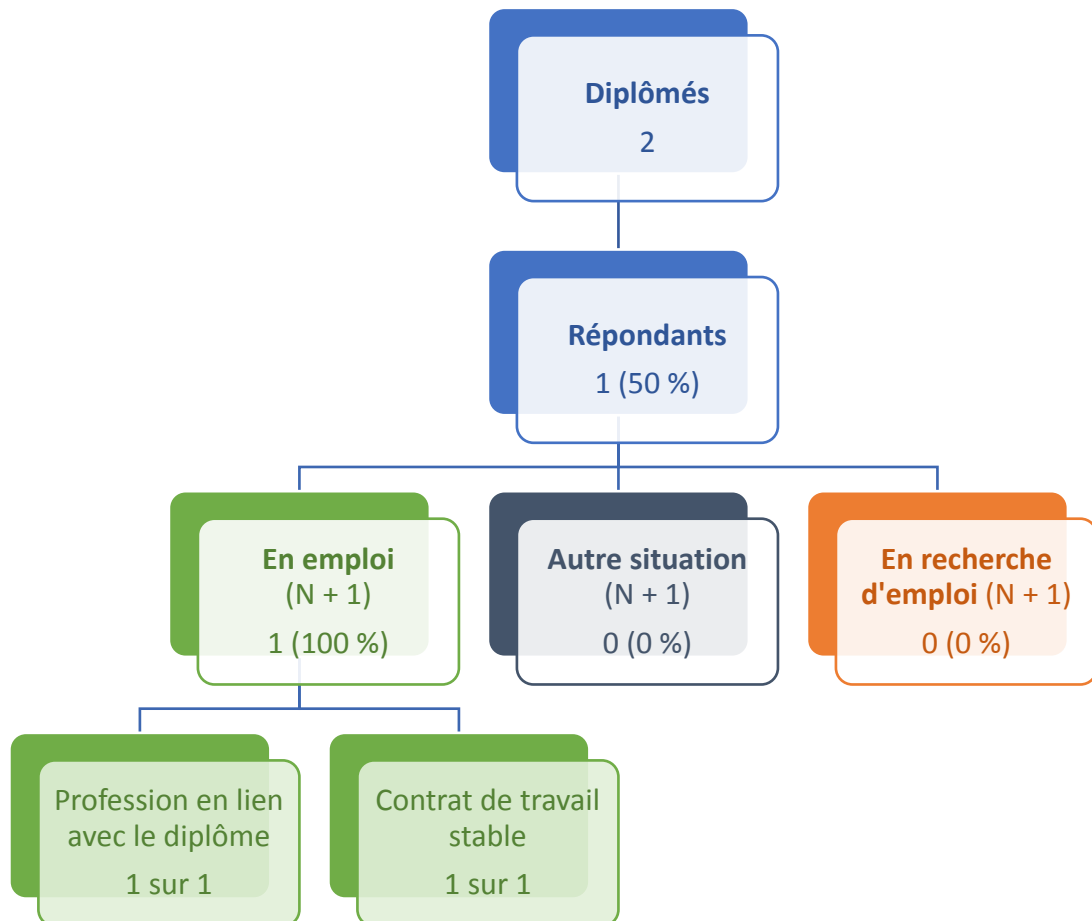 Diplômés
2
Répondants
1 (50 %)
En emploi
(N + 1)
1 (100 %)
Autre situation
(N + 1)
0 (0 %)
En recherche
d'emploi (N + 1)
0 (0 %)
Profession en lien
avec le diplôme
1 sur 1
Contrat de travail
stable
1 sur 1